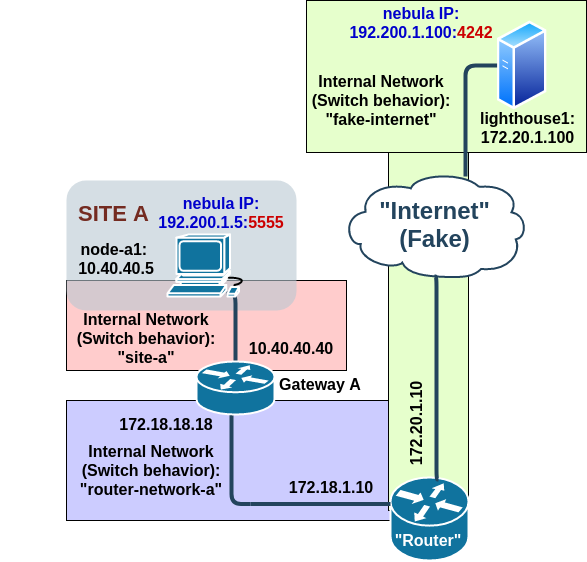 nebula IP:
192.200.1.100:4242
Internal Network
(Switch behavior):
"fake-internet"
lighthouse1:
172.20.1.100
"Internet"
(Fake)
SITE A
nebula IP:
192.200.1.5:5555
node-a1:
10.40.40.5
Internal Network
(Switch behavior):
"site-a"
10.40.40.40
Gateway A
172.18.18.18
Internal Network
(Switch behavior):
"router-network-a"
172.18.1.10
172.20.1.10
"Router"